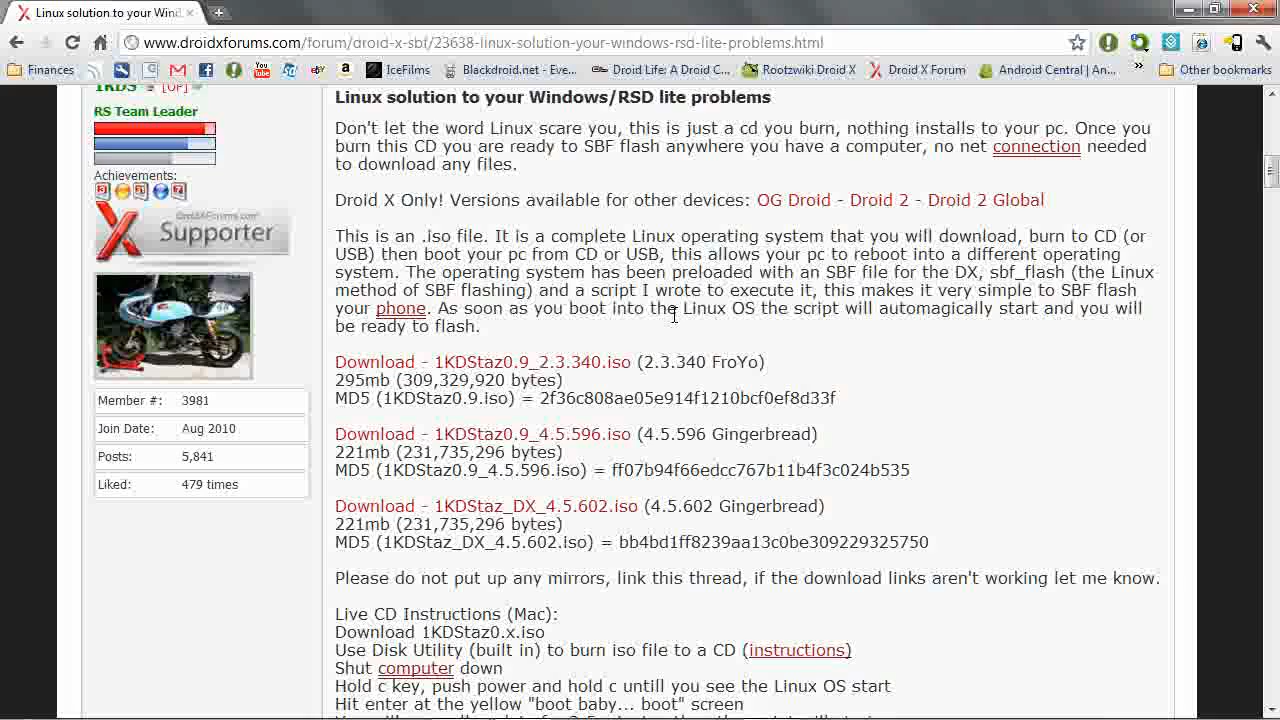 Linux solution to your Wind
www.droidxforums.com/forum/droid-x-sbf/23638-linux-solution-your-windows-rsd-lite-problems.html
Finances
You Tube
IceFilms
Blackdroid.net - Eve...
Droid Life: A Droid C...
Rootzwiki Droid X
Droid X Forum
Android Central | An...
»
Other bookmarks
1KDS [OP]
RS Team Leader
Achievements:
DroidXForums.com
Supporter
Member #: 3981
Join Date: Aug 2010
Posts: 5,841
Liked: 479 times
Linux solution to your Windows/RSD lite problems
Don't let the word Linux scare you, this is just a cd you burn, nothing installs to your pc. Once you
burn this CD you are ready to SBF flash anywhere you have a computer, no net connection needed
to download any files.
Droid X Only! Versions available for other devices: OG Droid - Droid 2 - Droid 2 Global
This is an .iso file. It is a complete Linux operating system that you will download, burn to CD (or
USB) then boot your pc from CD or USB, this allows your pc to reboot into a different operating
system. The operating system has been preloaded with an SBF file for the DX, sbf_flash (the Linux
method of SBF flashing) and a script I wrote to execute it, this makes it very simple to SBF flash
your phone. As soon as you boot into the Linux OS the script will automagically start and you will
be ready to flash.
Download - 1KDStaz0.9_2.3.340.iso (2.3.340 FroYo)
295mb (309,329,920 bytes)
MD5 (1KDStaz0.9.iso) = 2f36c808ae05e914f1210bcf0ef8d33f
Download - 1KDStaz0.9_4.5.596.iso (4.5.596 Gingerbread)
221mb (231,735,296 bytes)
MD5 (1KDStaz0.9_4.5.596.iso) = ff07b94f66edcc767b11b4f3c024b535
Download - 1KDStaz_DX_4.5.602.iso (4.5.602 Gingerbread)
221mb (231,735,296 bytes)
MD5 (1KDStaz_DX_4.5.602.iso) = bb4bd1ff8239aa13c0be309229325750
Please do not put up any mirrors, link this thread, if the download links aren't working let me know.
Live CD Instructions (Mac):
Download 1KDStaz0.x.iso
Use Disk Utility (built in) to burn iso file to a CD (instructions)
Shut computer down
Hold c key, push power and hold c untill you see the Linux OS start
Hit enter at the yellow "boot baby... boot" screen